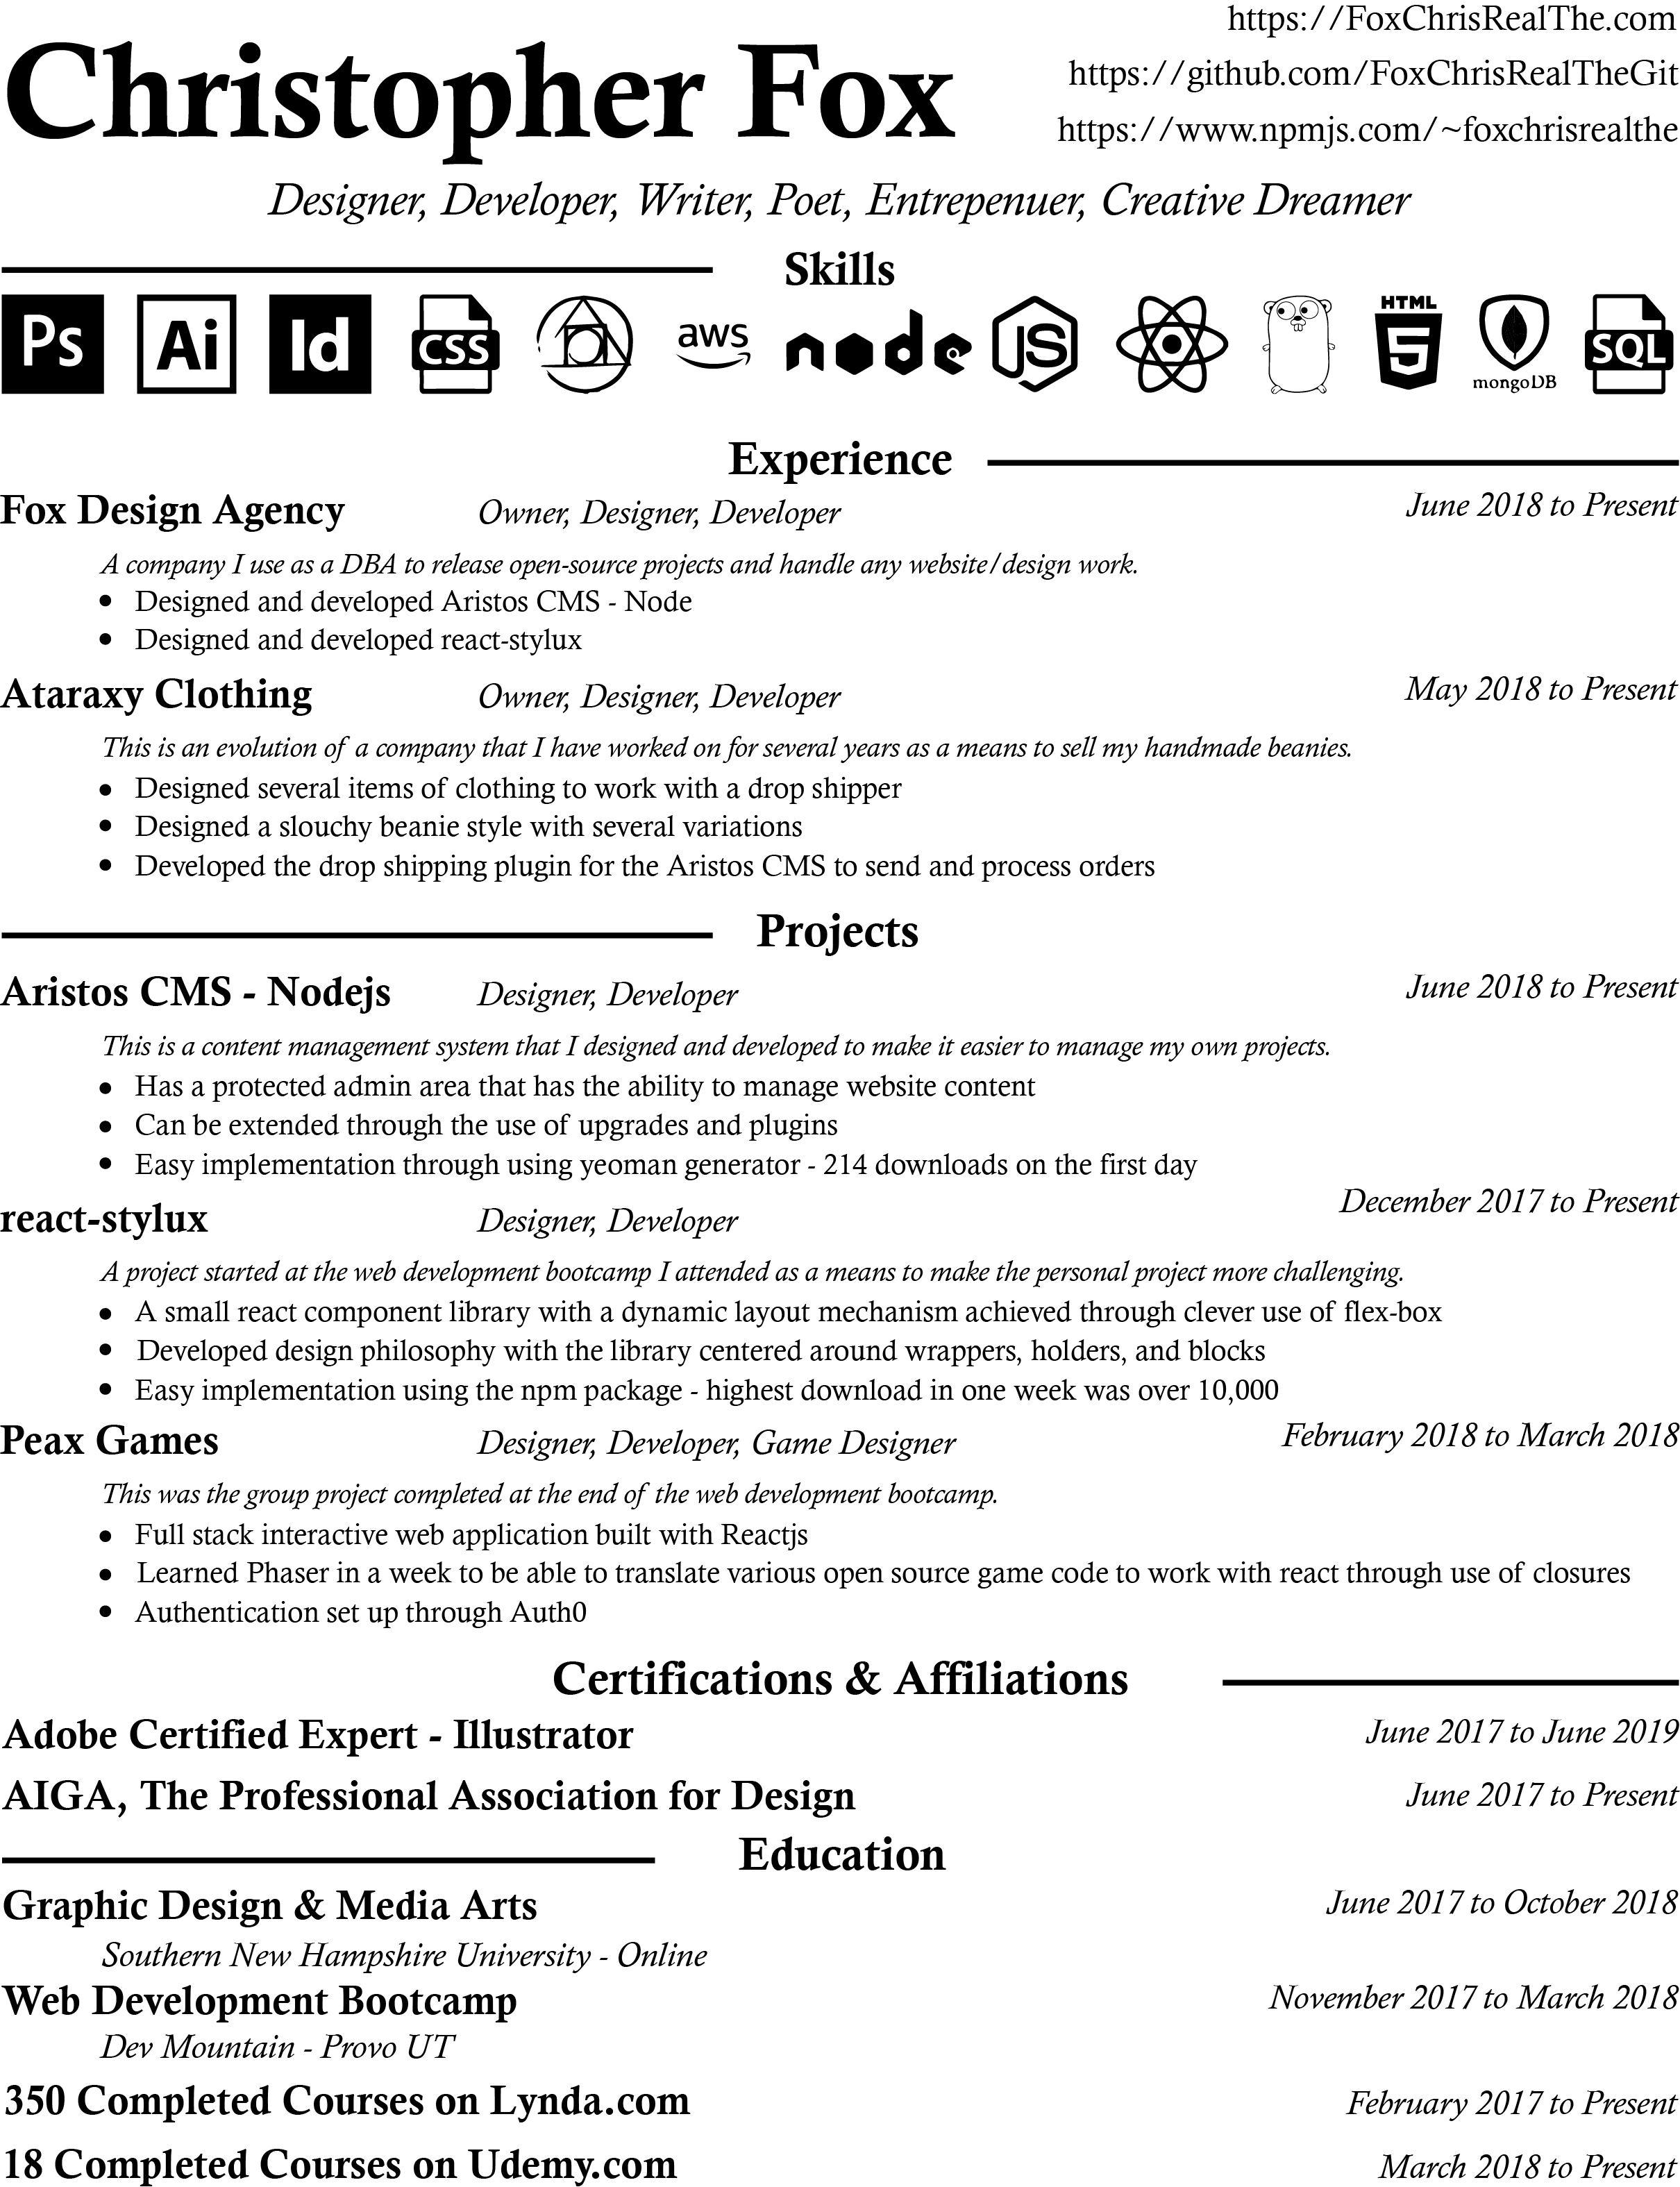 https://FoxChrisRealThe.com
Christopher Fox
https://github.com/FoxChrisRealTheGit
https://www.npmjs.com/~foxchrisrealthe
Designer, Developer, Writer, Poet, Entrepenuer, Creative Dreamer
Skills
Ps Ai Id CSS aws node JS HTML 5 mongoDB SQL
Experience
Fox Design Agency Owner, Designer, Developer June 2018 to Present
A company I use as a DBA to release open-source projects and handle any website/design work.
• Designed and developed Aristos CMS - Node
• Designed and developed react-stylux
Ataraxy Clothing Owner, Designer, Developer May 2018 to Present
This is an evolution of a company that I have worked on for several years as a means to sell my handmade beanies.
• Designed several items of clothing to work with a drop shipper
• Designed a slouchy beanie style with several variations
• Developed the drop shipping plugin for the Aristos CMS to send and process orders
Projects
Aristos CMS - Nodejs Designer, Developer June 2018 to Present
This is a content management system that I designed and developed to make it easier to manage my own projects.
• Has a protected admin area that has the ability to manage website content
• Can be extended through the use of upgrades and plugins
• Easy implementation through using yeoman generator - 214 downloads on the first day
react-stylux Designer, Developer December 2017 to Present
A project started at the web development bootcamp I attended as a means to make the personal project more challenging.
• A small react component library with a dynamic layout mechanism achieved through clever use of flex-box
• Developed design philosophy with the library centered around wrappers, holders, and blocks
• Easy implementation using the npm package - highest download in one week was over 10,000
Peax Games Designer, Developer, Game Designer February 2018 to March 2018
This was the group project completed at the end of the web development bootcamp.
• Full stack interactive web application built with Reactjs
• Learned Phaser in a week to be able to translate various open source game code to work with react through use of closures
• Authentication set up through Auth0
Certifications & Affiliations
Adobe Certified Expert - Illustrator June 2017 to June 2019
AIGA, The Professional Association for Design June 2017 to Present
Education
Graphic Design & Media Arts June 2017 to October 2018
Southern New Hampshire University - Online
Web Development Bootcamp November 2017 to March 2018
Dev Mountain - Provo UT
350 Completed Courses on Lynda.com February 2017 to Present
18 Completed Courses on Udemy.com March 2018 to Present